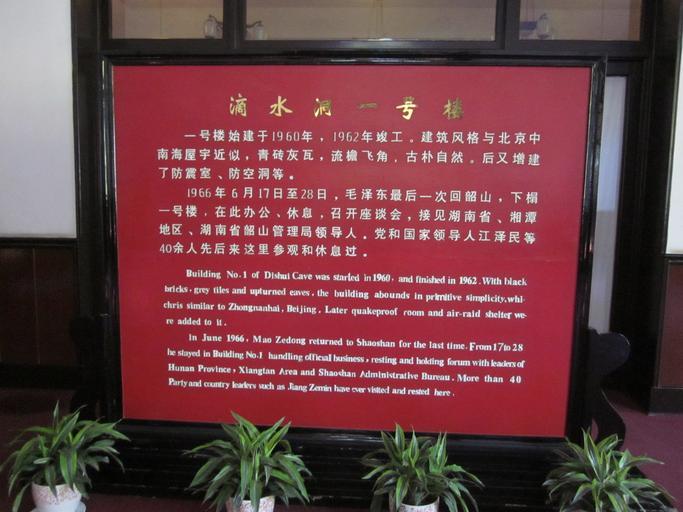 滴水洞一号楼
一号楼始建于1960年，1962年竣工。建筑风格与北京中
南海屋宇近似，青砖灰瓦，流檐飞角，古朴自然。后又增建
了防震室、防空洞等。
1966年6月17日至28日，毛泽东最后一次回韶山，下榻
一号楼，在此办公、休息，召开座谈会，接见湖南省、湘潭
地区、湖南省韶山管理局领导人。党和国家领导人江泽民等
40余人先后来这里参观和休息过。
Building No.1 of Dishui Cave was started in 1960, and finished in 1962. With black
bricks, grey tiles and upturned eaves, the building abounds in primitive simplicity, whi-
chris similar to Zhongnanhai, Beijing, Later quakeproof room and air-raid shelter we-
re added to it.
In June 1966, Mao Zedong returned to Shaoshan for the last time. From 17 to 28
he stayed in Building No.1 handling official business, resting and holding forum with leaders of
Hunan Province, Xiangtan Area and Shaoshan Administrative Bureau. More than 40
Party and country leaders such as Jiang Zemin have ever visited and rested here.